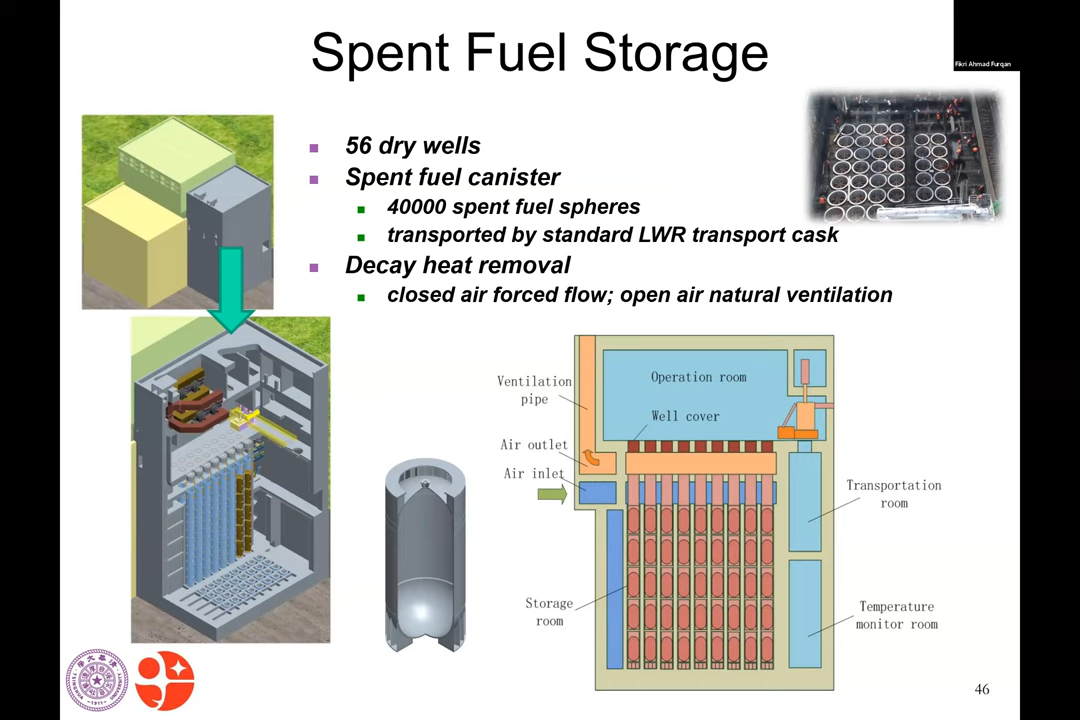 Spent Fuel Storage
Fikri Ahmad Furqan
56 dry wells
Spent fuel canister
40000 spent fuel spheres
transported by standard LWR transport cask
Decay heat removal
closed air forced flow; open air natural ventilation
Ventilation
pipe
Operation room
Well cover
Air outlet
Air inlet
Transportation
room
Storage
room
Temperature
monitor room
46